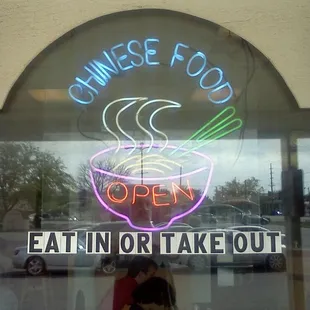 CHINESE FOOD
OPEN
EAT IN OR TAKE OUT